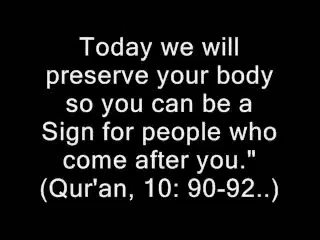 Today we will
preserve your body
so you can be a
Sign for people who
come after you."
(Qur'an, 10: 90-92..)